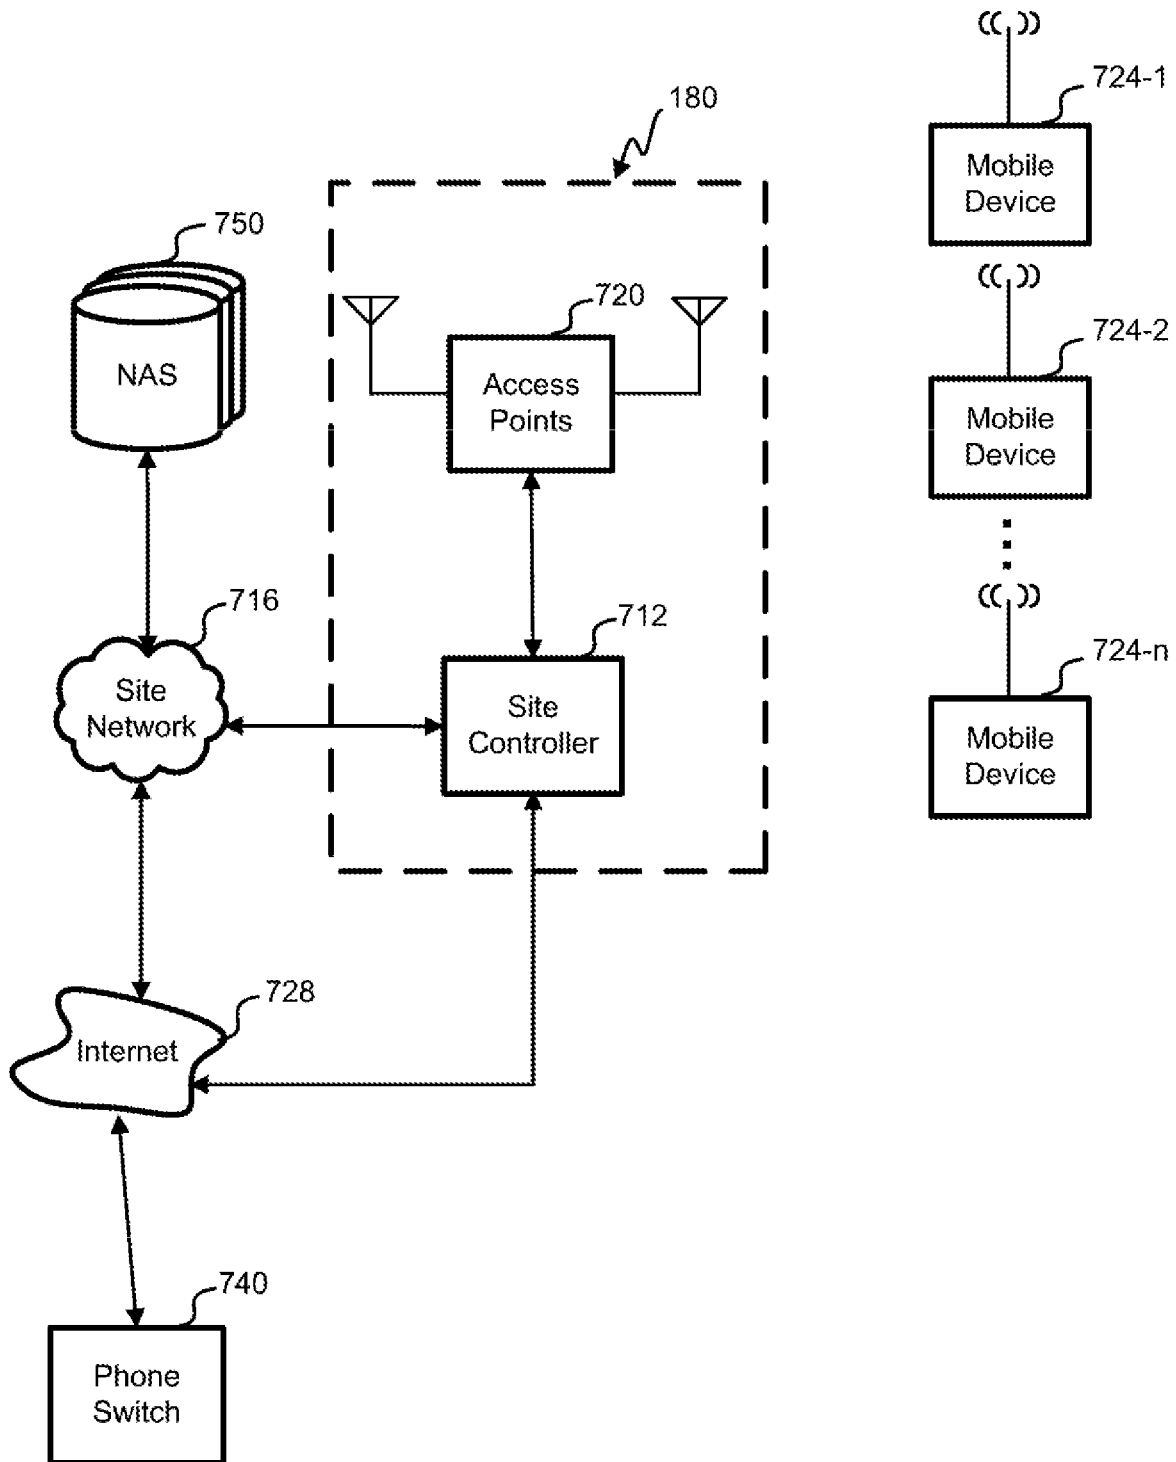 724-1
Mobile
Device
180
750
NAS
720
Access
Points
724-2
Mobile
Device
716
Site
Network
712
Site
Controller
724-n
Mobile
Device
728
Internet
740
Phone
Switch